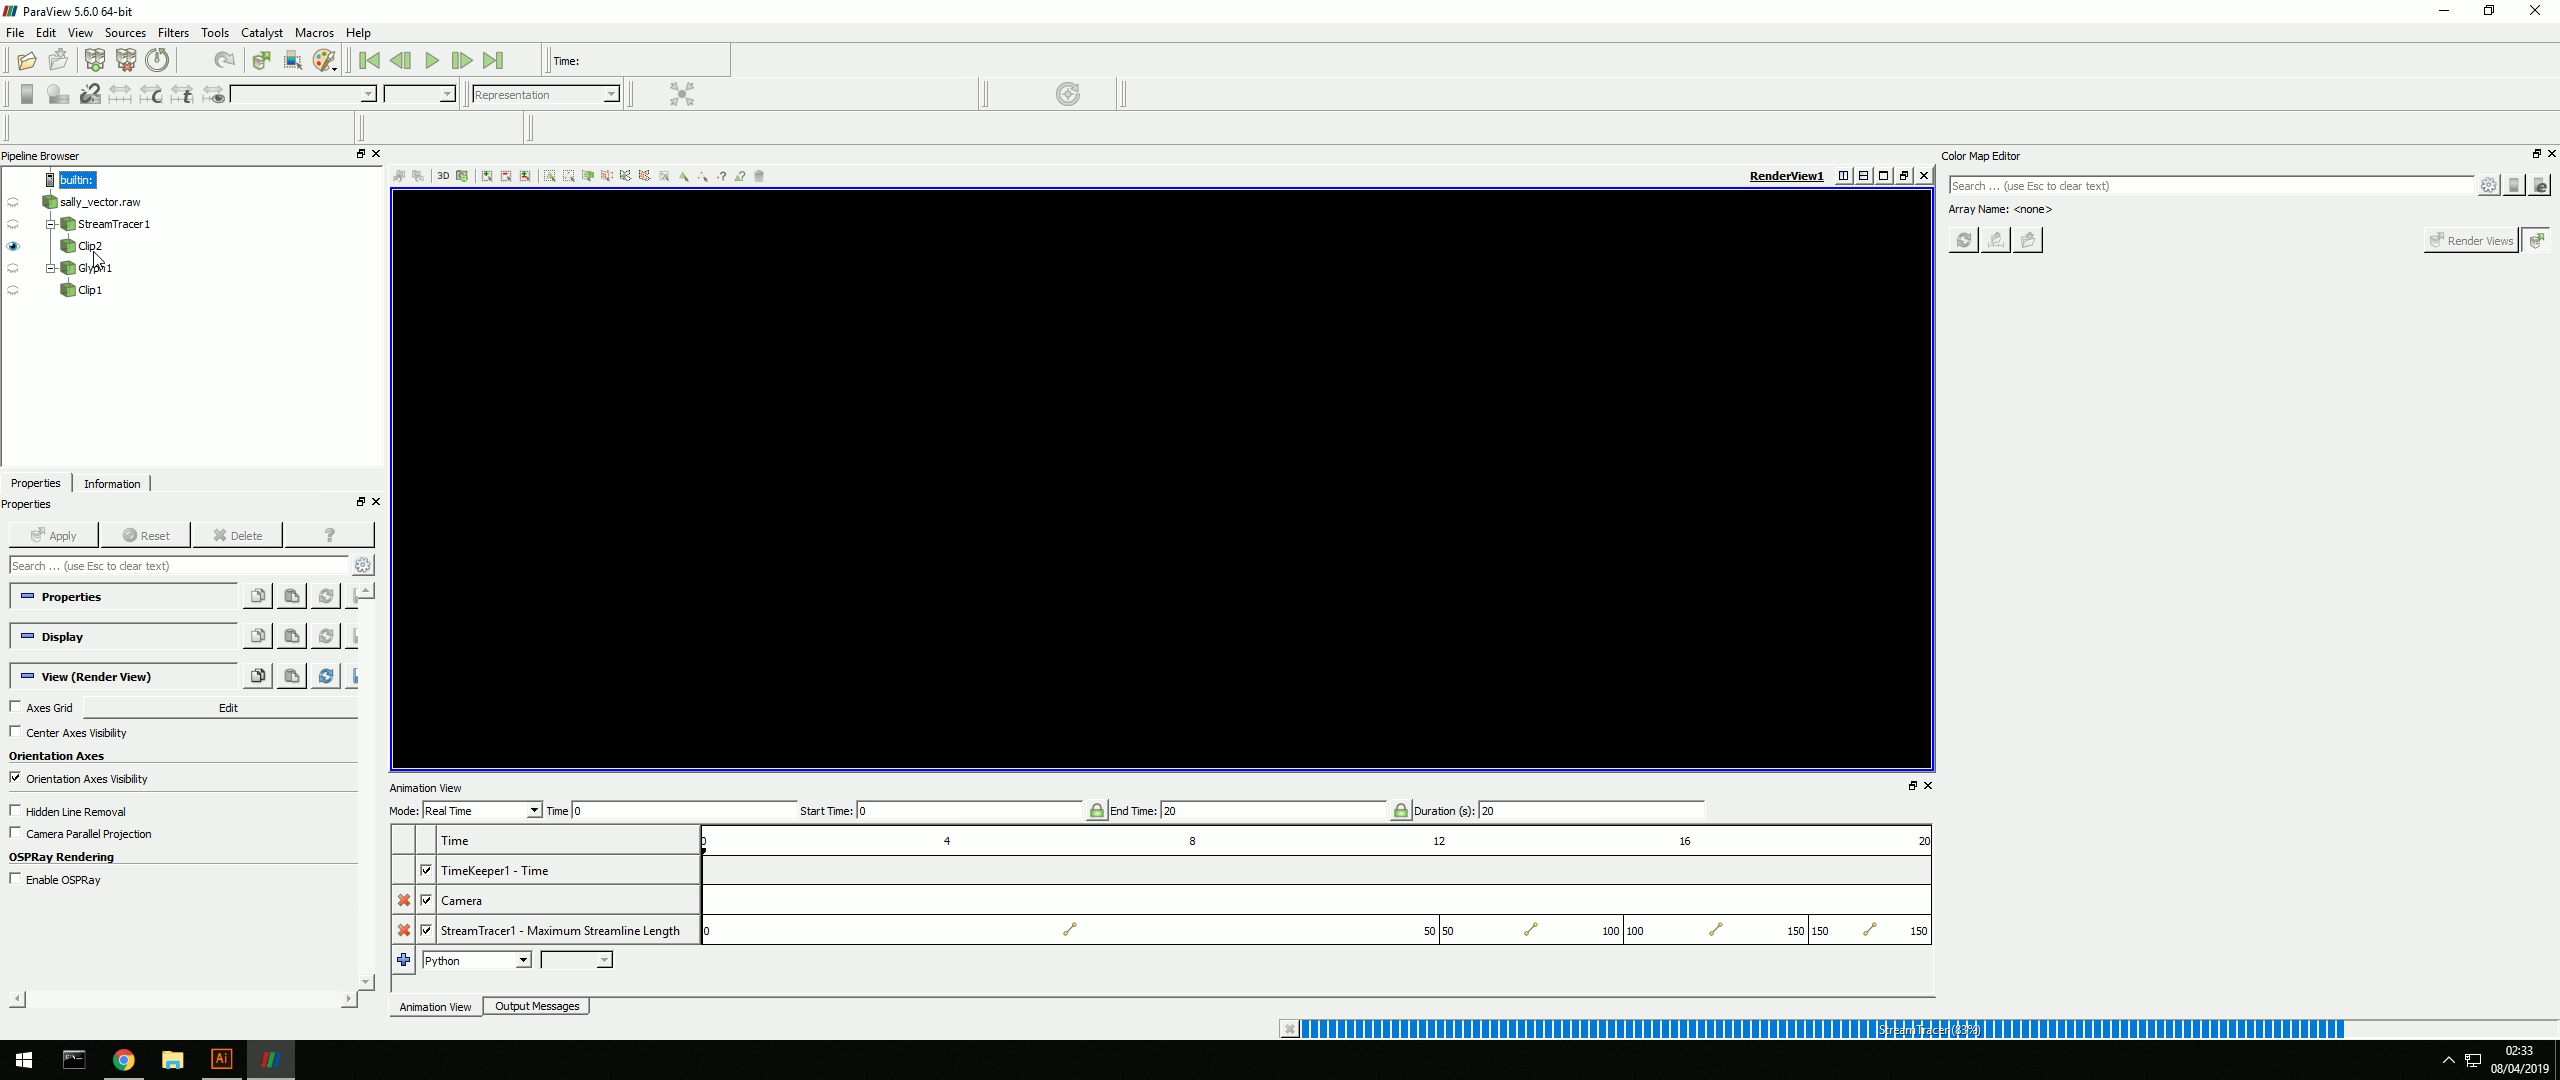 ParaView 5.6.0 64-bit
File Edit View Sources Filters Tools Catalyst Macros Help
Time:
Representation
Pipeline Browser
builtin:
sally_vector.raw
StreamTracer1
Clip2
Glyph1
Clip1
3D
RenderView1
Color Map Editor
Search ... (use Esc to clear text)
Array Name: <none>
Render Views
Properties Information
Properties
Apply Reset Delete ?
Search ... (use Esc to clear text)
Properties
Display
View (Render View)
Axes Grid Edit
Center Axes Visibility
Orientation Axes
Orientation Axes Visibility
Hidden Line Removal
Camera Parallel Projection
OSPRay Rendering
Enable OSPRay
Animation View
Mode: Real Time Time 0 Start Time: 0 End Time: 20 Duration (s): 20
Time 0 4 8 12 16 20
TimeKeeper1 - Time
Camera
StreamTracer1 - Maximum Streamline Length 0 50 50 100 100 150 150 150
Python
Animation View Output Messages
StreamTracer (83%)
Ai
02:33
08/04/2019